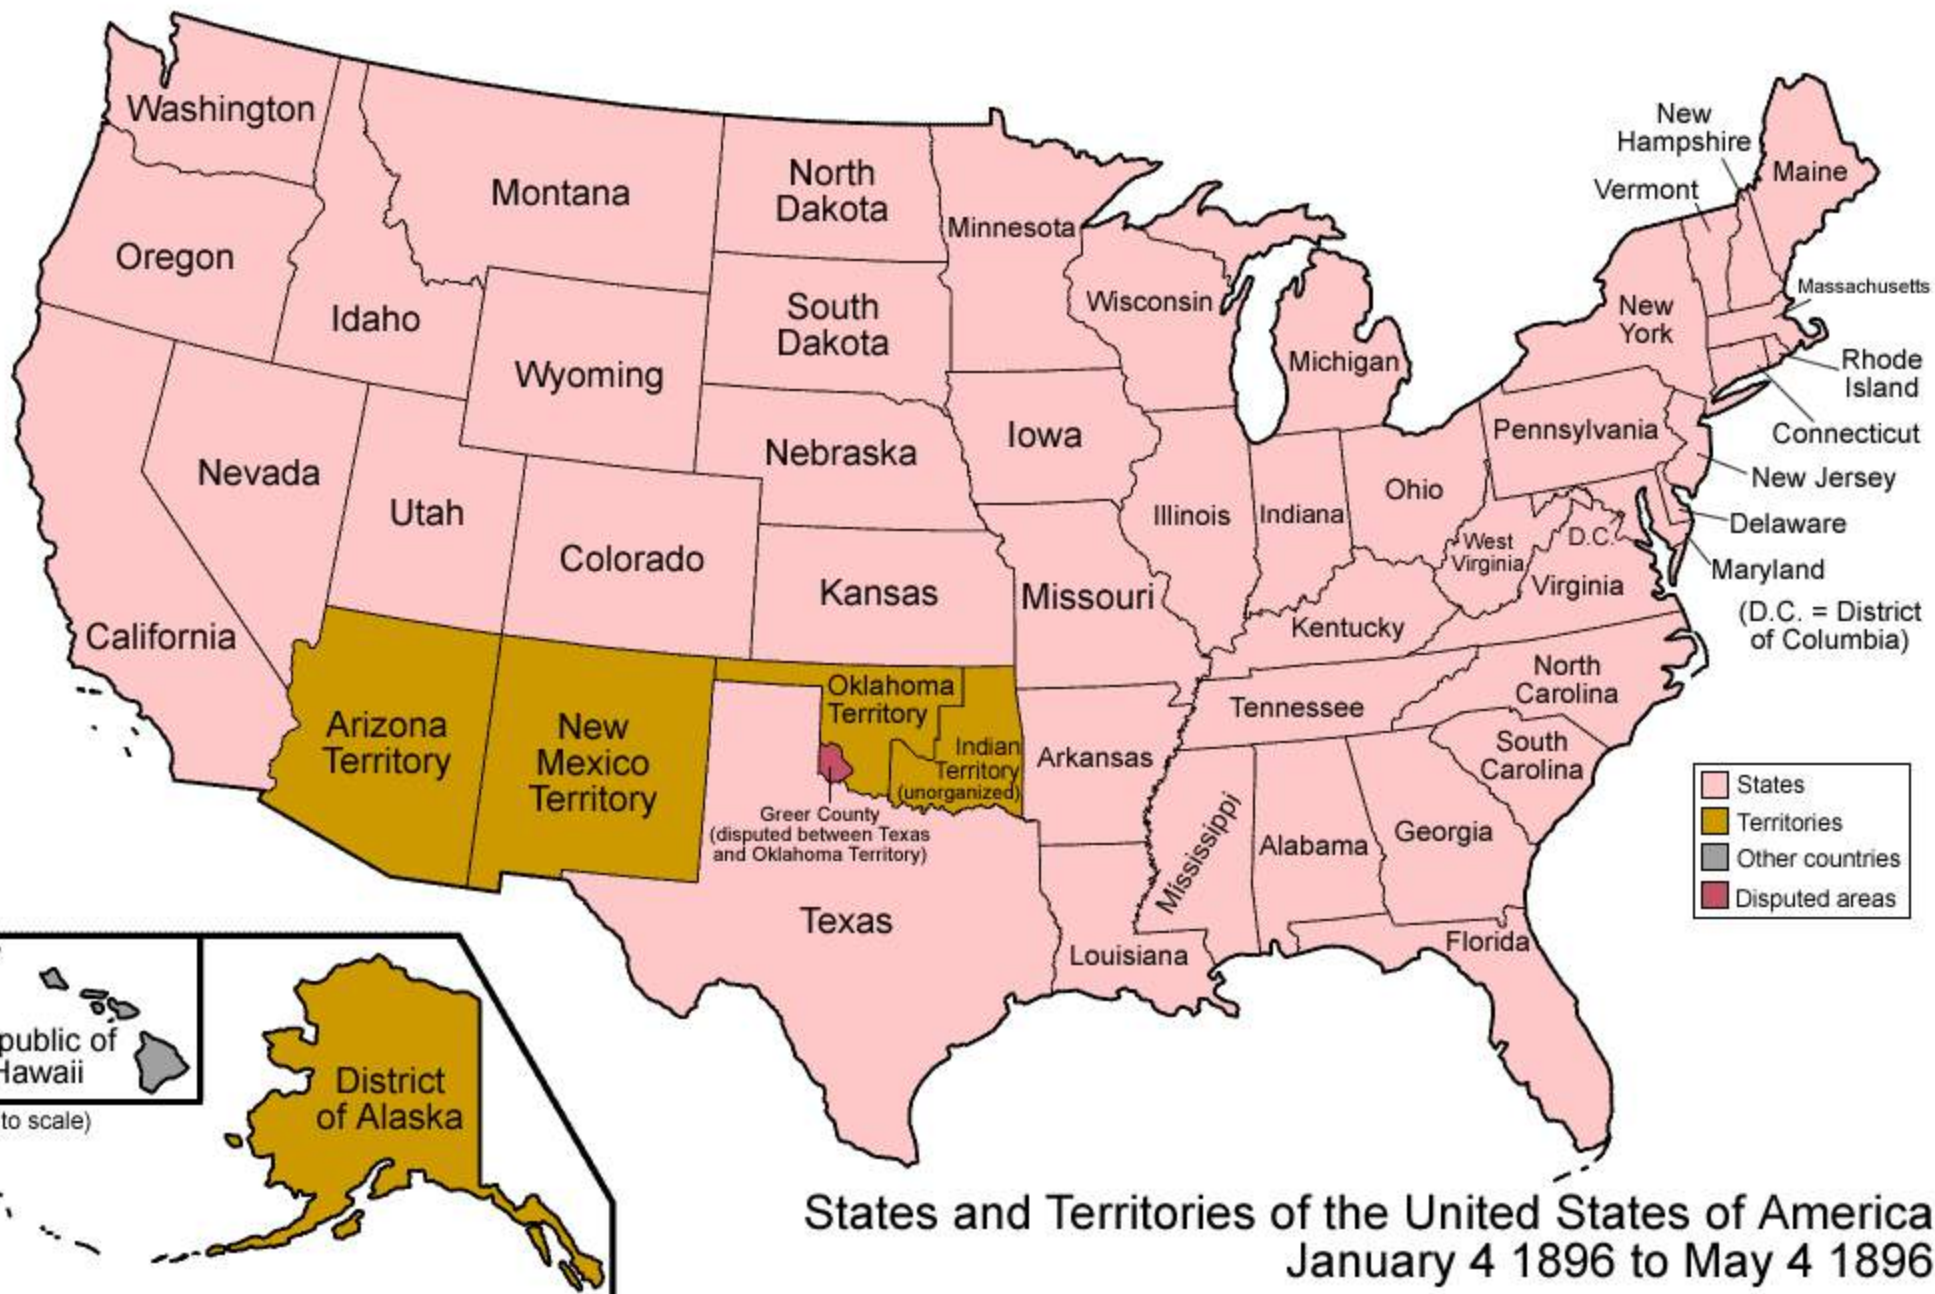 Washington
Oregon
California
Nevada
Idaho
Montana
Wyoming
Utah
Colorado
Arizona
Territory
New
Mexico
Territory
North
Dakota
South
Dakota
Nebraska
Kansas
Oklahoma
Territory
Indian
Territory
(unorganized)
Greer County
(disputed between Texas
and Oklahoma Territory)
Texas
Minnesota
Iowa
Missouri
Arkansas
Louisiana
Wisconsin
Illinois
Michigan
Indiana
Ohio
Kentucky
Tennessee
Mississippi
Alabama
Georgia
Florida
South
Carolina
North
Carolina
Virginia
West
Virginia
D.C.
Pennsylvania
New
York
Vermont
New
Hampshire
Maine
Massachusetts
Rhode
Island
Connecticut
New Jersey
Delaware
Maryland
(D.C. = District
of Columbia)
States
Territories
Other countries
Disputed areas
public of
Hawaii
to scale)
District
of Alaska
States and Territories of the United States of America
January 4 1896 to May 4 1896